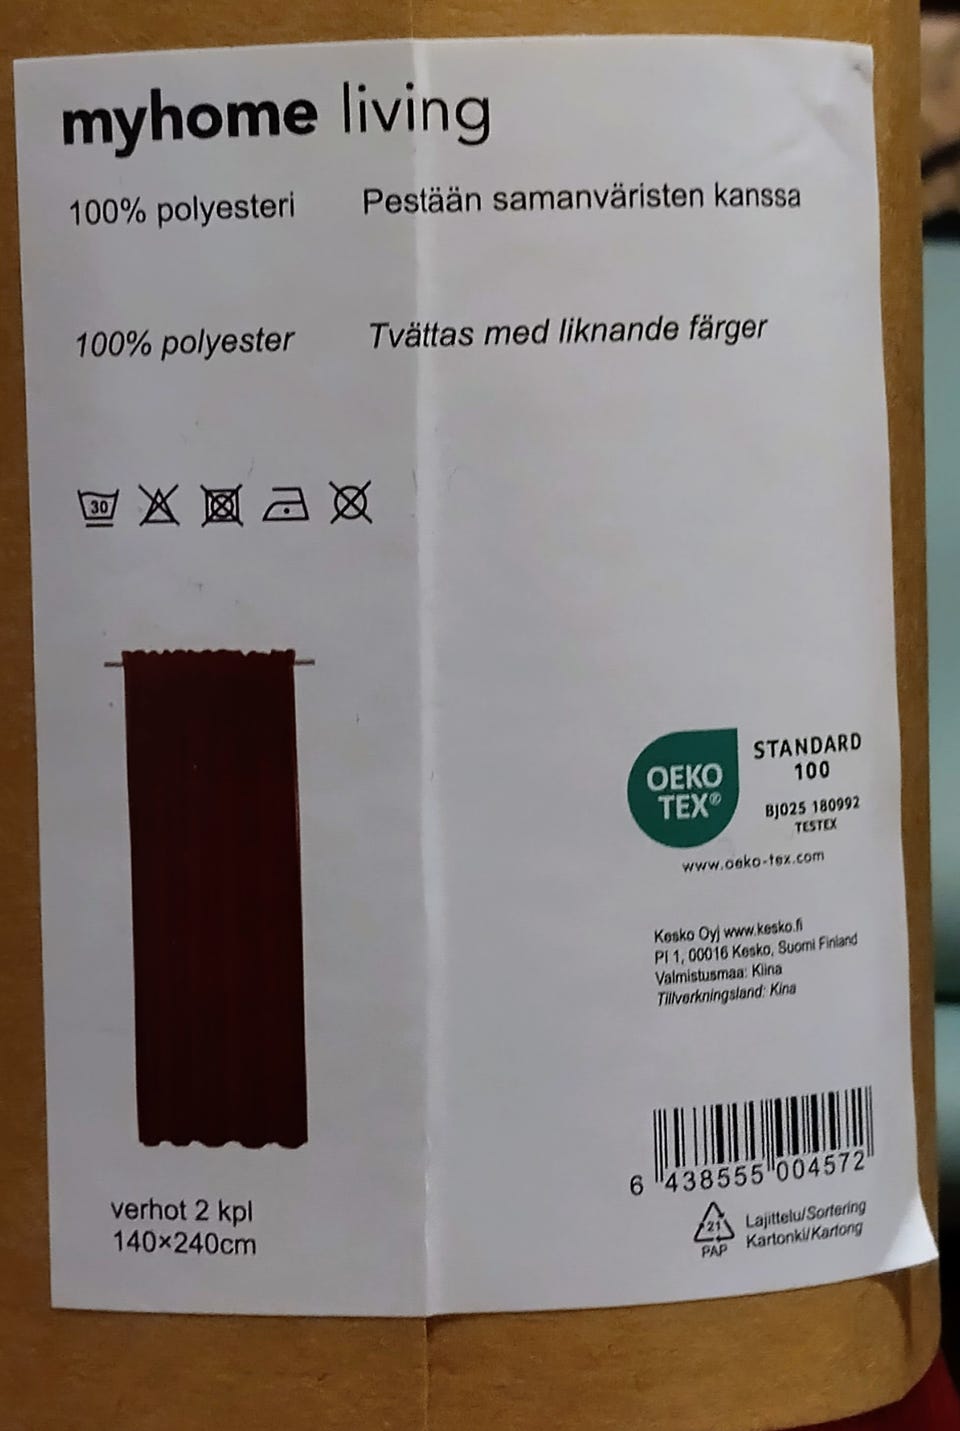 myhome living
100% polyesteri
Pestään samanväristen kanssa
100% polyester
Tvättas med liknande färger
30
verhot 2 kpl
140×240cm
OEKO
TEX®
STANDARD
100
BJ025 180992
TESTEX
www.oeko-tex.com
Kesko Oyj www.kesko.fi
Pl 1, 00016 Kesko, Suomi Finland
Valmistusmaa: Kiina
Tillverkningsland: Kina
6 438555 004572
21
PAP
Lajittelu/Sortering
Kartonki/Kartong